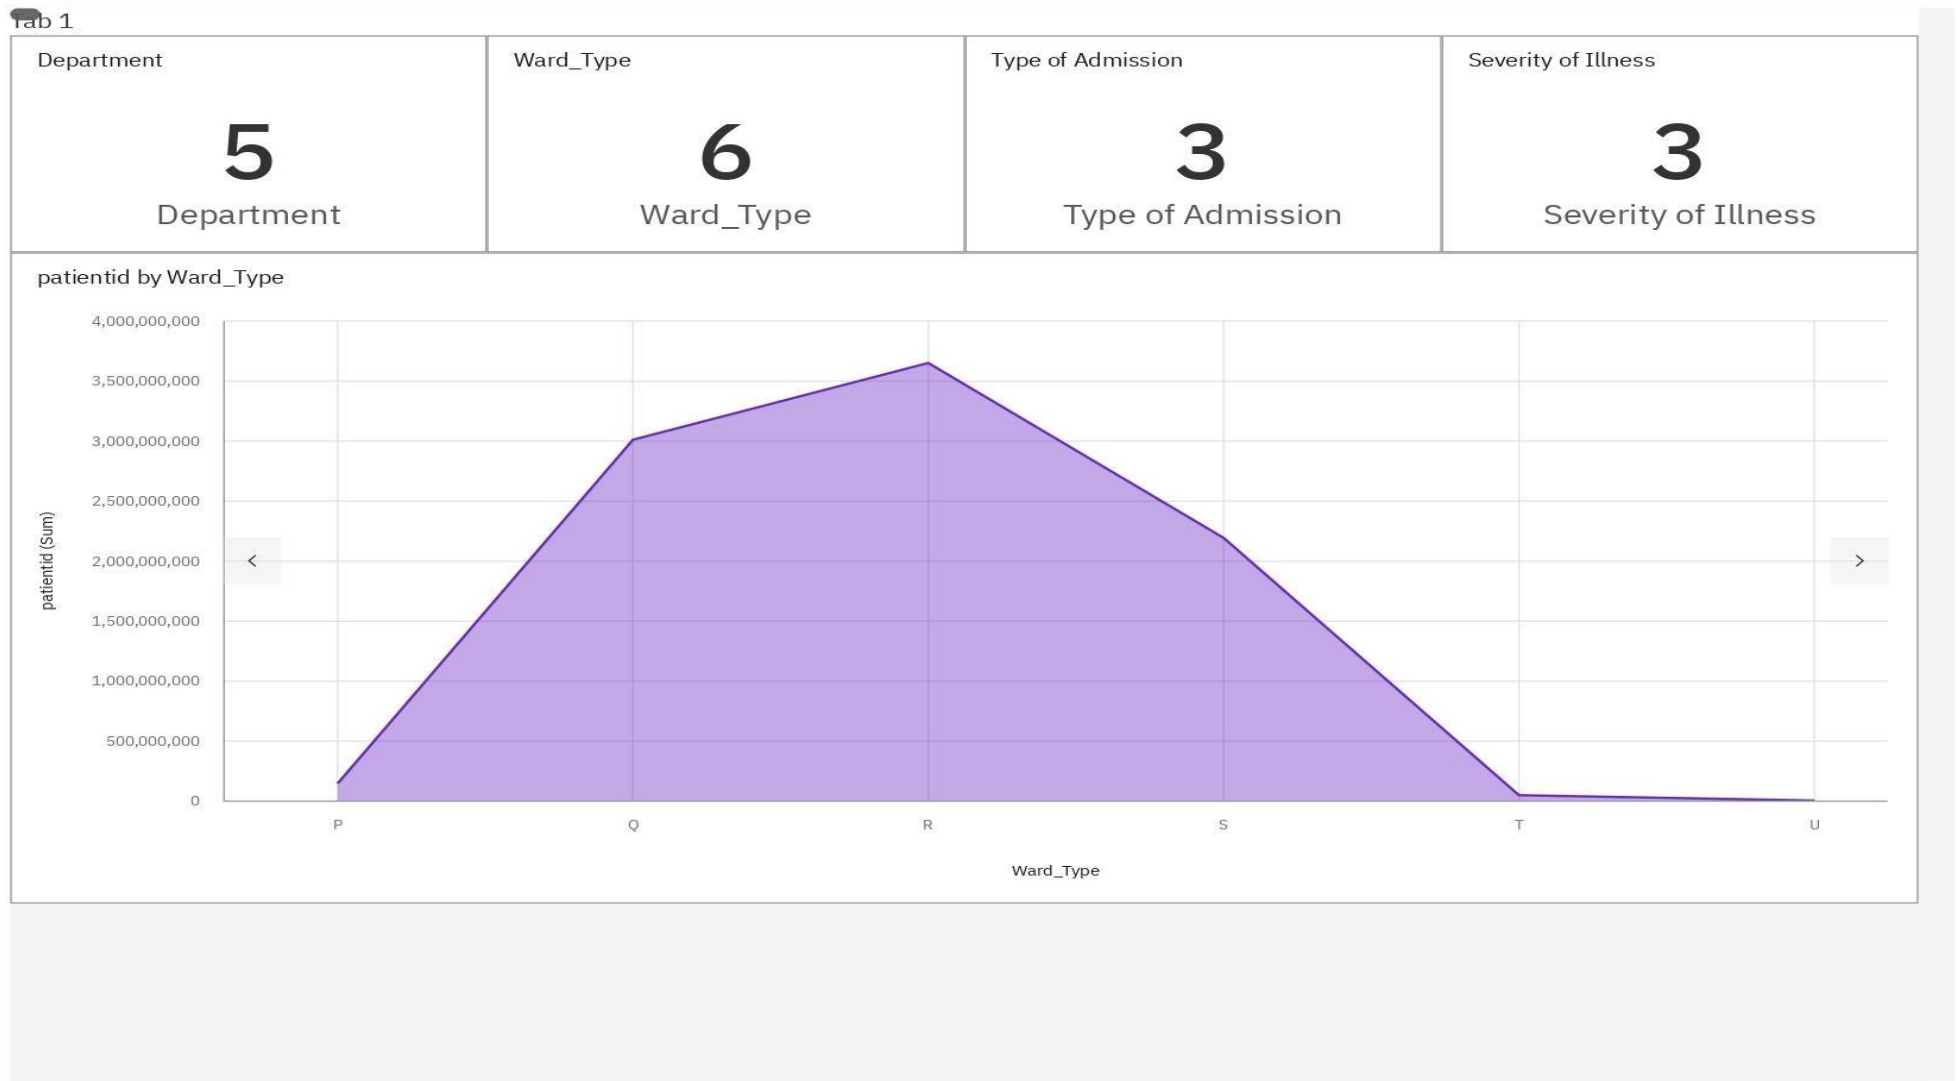 Tab 1
Department
5
Department
Ward_Type
6
Ward_Type
Type of Admission
3
Type of Admission
Severity of Illness
3
Severity of Illness
patientid by Ward_Type
4,000,000,000
3,500,000,000
3,000,000,000
2,500,000,000
2,000,000,000
1,500,000,000
1,000,000,000
500,000,000
0
patientid (Sum)
P Q R S T U
Ward_Type